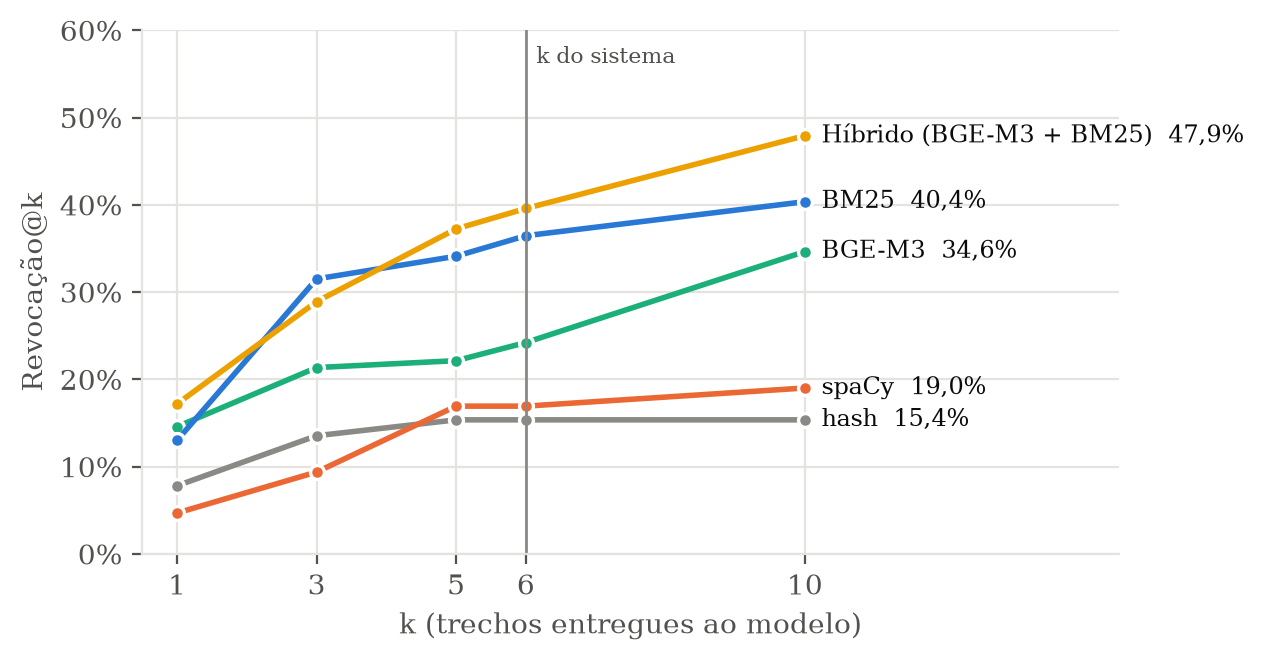 60%
k do sistema
50%
Híbrido (BGE-M3 + BM25) 47,9%
40%
BM25 40,4%
BGE-M3 34,6%
30%
20%
spaCy 19,0%
hash 15,4%
10%
0%
Revocação@k
1 3 5 6 10
k (trechos entregues ao modelo)